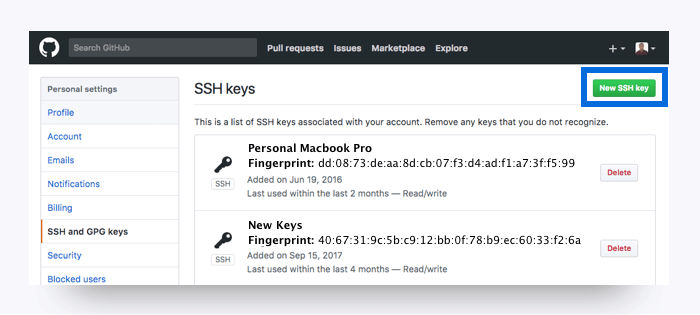 Search GitHub
Pull requests
Issues
Marketplace
Explore
Personal settings
Profile
Account
Emails
Notifications
Billing
SSH and GPG keys
Security
Blocked users
SSH keys
New SSH key
This is a list of SSH keys associated with your account. Remove any keys that you do not recognize.
Personal Macbook Pro
Fingerprint: dd:08:73:de:aa:8d:cb:07:f3:d4:ad:f1:a7:3f:f5:99
SSH
Added on Jun 19, 2016
Last used within the last 2 months — Read/write
Delete
New Keys
Fingerprint: 40:67:31:9c:5b:c9:12:bb:0f:78:b9:ec:60:33:f2:6a
SSH
Added on Sep 15, 2017
Last used within the last 4 months — Read/write
Delete